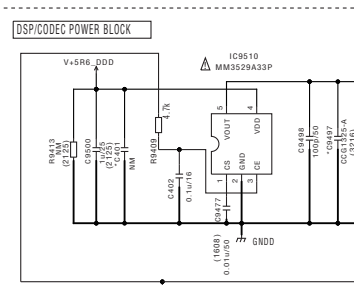 DSP/CODEC POWER BLOCK
V+5R6_DDD
IC9510
MM3529A33P
4.7k
5
4
VOUT
VDD
CS
GND
CE
1
2
3
R9413
NM
(2125)
C9500
1u/25
(2125)
*C401
NM
R9409
C402
0.1u/16
C9477
(1608)
0.01u/50
GNDD
C9498
100p/50
*C9497
CCG1325-A
(3216)